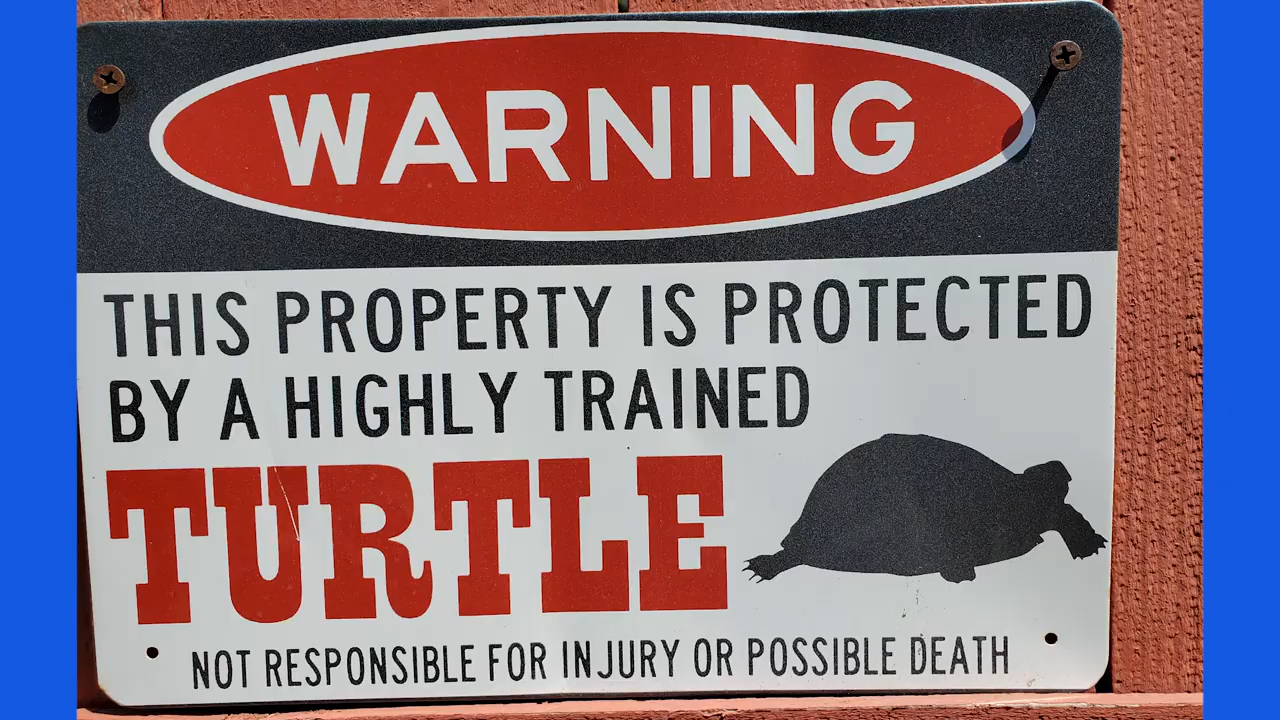 WARNING
THIS PROPERTY IS PROTECTED
BY A HIGHLY TRAINED
TURTLE
NOT RESPONSIBLE FOR INJURY OR POSSIBLE DEATH